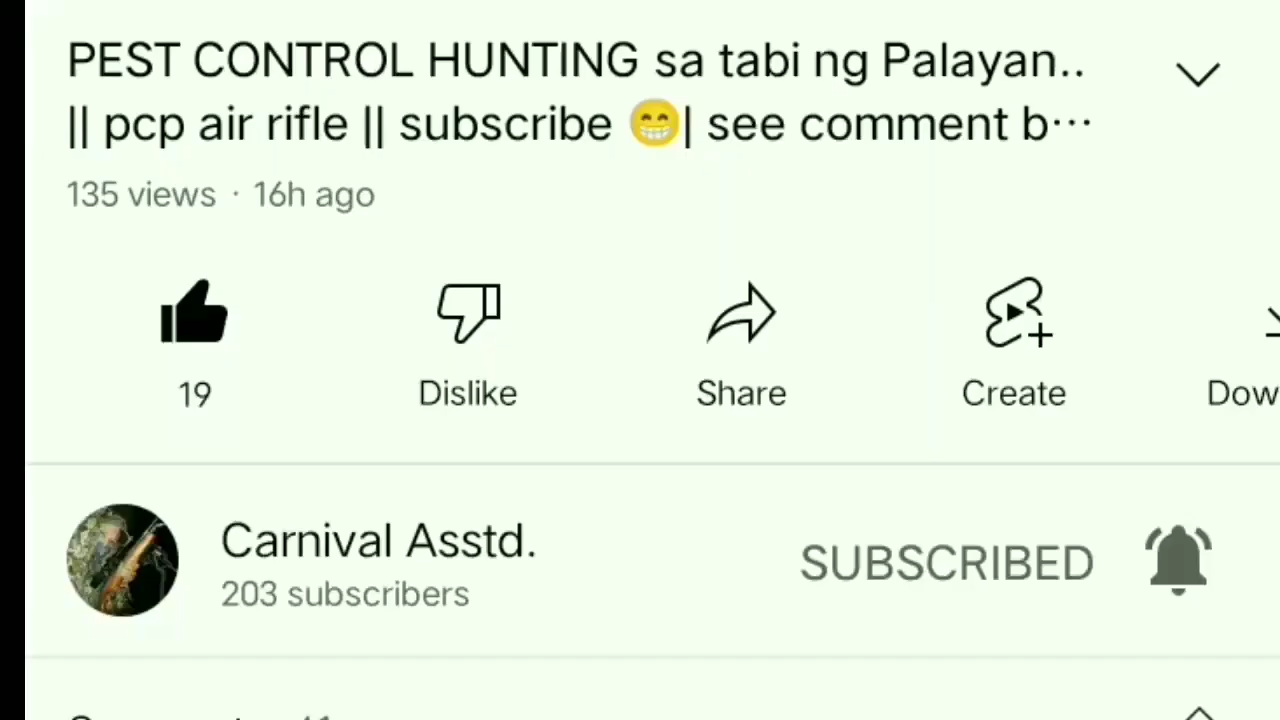 PEST CONTROL HUNTING sa tabi ng Palayan..
|| pcp air rifle || subscribe 😁| see comment b...
135 views · 16h ago
19
Dislike
Share
Create
Dow
Carnival Asstd.
203 subscribers
SUBSCRIBED